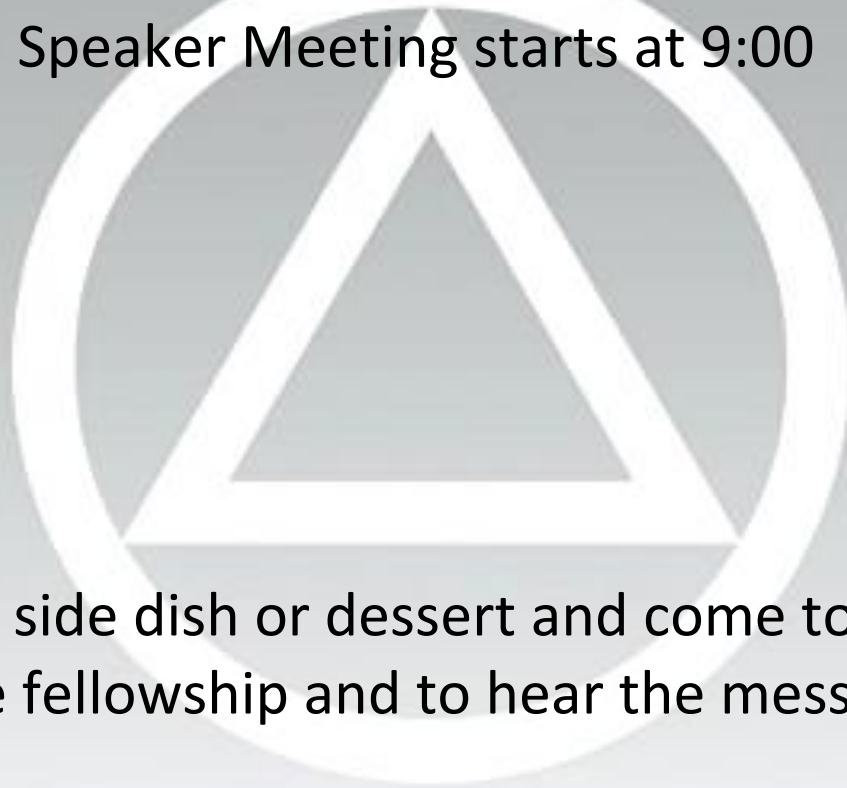 Speaker Meeting starts at 9:00
side dish or dessert and come to
fellowship and to hear the mess